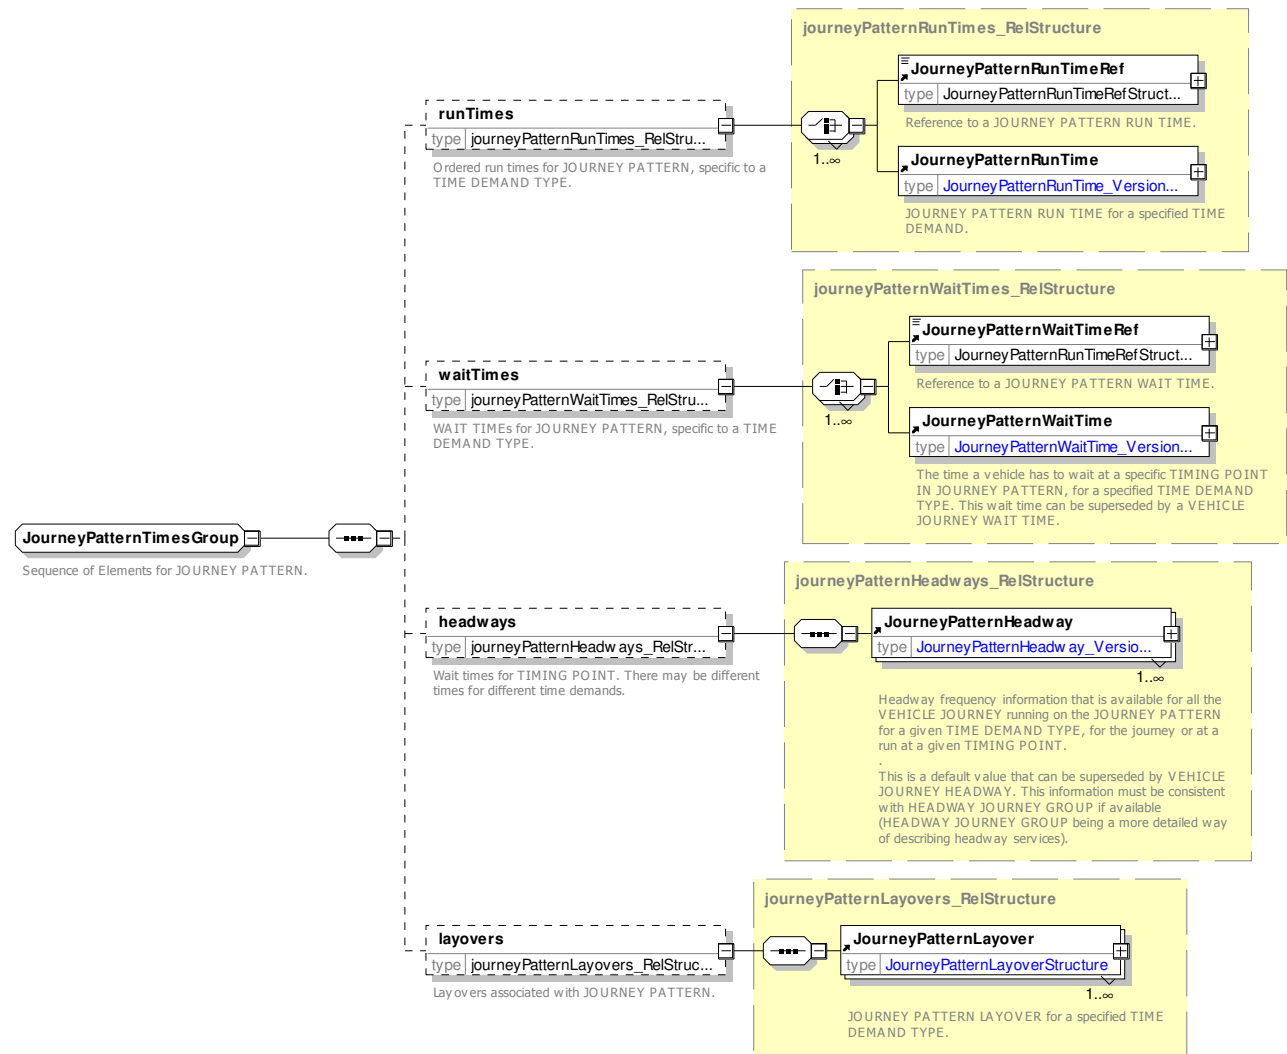 journeyPatternRunTimes_RelStructure
JourneyPatternRunTimeRef
type JourneyPatternRunTimeRefStruct...
Reference to a JOURNEY PATTERN RUN TIME.
runTimes
type journeyPatternRunTimes_RelStru...
Ordered run times for JOURNEY PATTERN, specific to a
TIME DEMAND TYPE.
1..∞
JourneyPatternRunTime
type JourneyPatternRunTime_Version...
JOURNEY PATTERN RUN TIME for a specified TIME
DEMAND.
journeyPatternWaitTimes_RelStructure
JourneyPatternWaitTimeRef
type JourneyPatternRunTimeRefStruct...
Reference to a JOURNEY PATTERN WAIT TIME.
waitTimes
type journeyPatternWaitTimes_RelStru...
WAIT TIMEs for JOURNEY PATTERN, specific to a TIME
DEMAND TYPE.
1..∞
JourneyPatternWaitTime
type JourneyPatternWaitTime_Version...
The time a vehicle has to wait at a specific TIMING POINT
IN JOURNEY PATTERN, for a specified TIME DEMAND
TYPE. This wait time can be superseded by a VEHICLE
JOURNEY WAIT TIME.
JourneyPatternTimesGroup
Sequence of Elements for JOURNEY PATTERN.
journeyPatternHeadways_RelStructure
headways
type journeyPatternHeadways_RelStr...
Wait times for TIMING POINT. There may be different
times for different time demands.
JourneyPatternHeadway
type JourneyPatternHeadway_Versio...
1..∞
Headway frequency information that is available for all the
VEHICLE JOURNEY running on the JOURNEY PATTERN
for a given TIME DEMAND TYPE, for the journey or at a
run at a given TIMING POINT.
.
This is a default value that can be superseded by VEHICLE
JOURNEY HEADWAY. This information must be consistent
with HEADWAY JOURNEY GROUP if available
(HEADWAY JOURNEY GROUP being a more detailed way
of describing headway services).
journeyPatternLayovers_RelStructure
layovers
type journeyPatternLayovers_RelStruc...
Layovers associated with JOURNEY PATTERN.
JourneyPatternLayover
type JourneyPatternLayoverStructure
1..∞
JOURNEY PATTERN LAYOVER for a specified TIME
DEMAND TYPE.